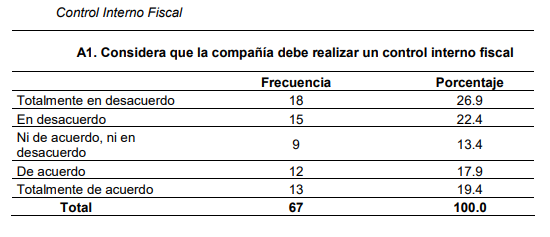 Control Interno Fiscal
A1. Considera que la compañía debe realizar un control interno fiscal
Frecuencia Porcentaje
Totalmente en desacuerdo 18 26.9
En desacuerdo 15 22.4
Ni de acuerdo, ni en
desacuerdo 9 13.4
De acuerdo 12 17.9
Totalmente de acuerdo 13 19.4
Total 67 100.0